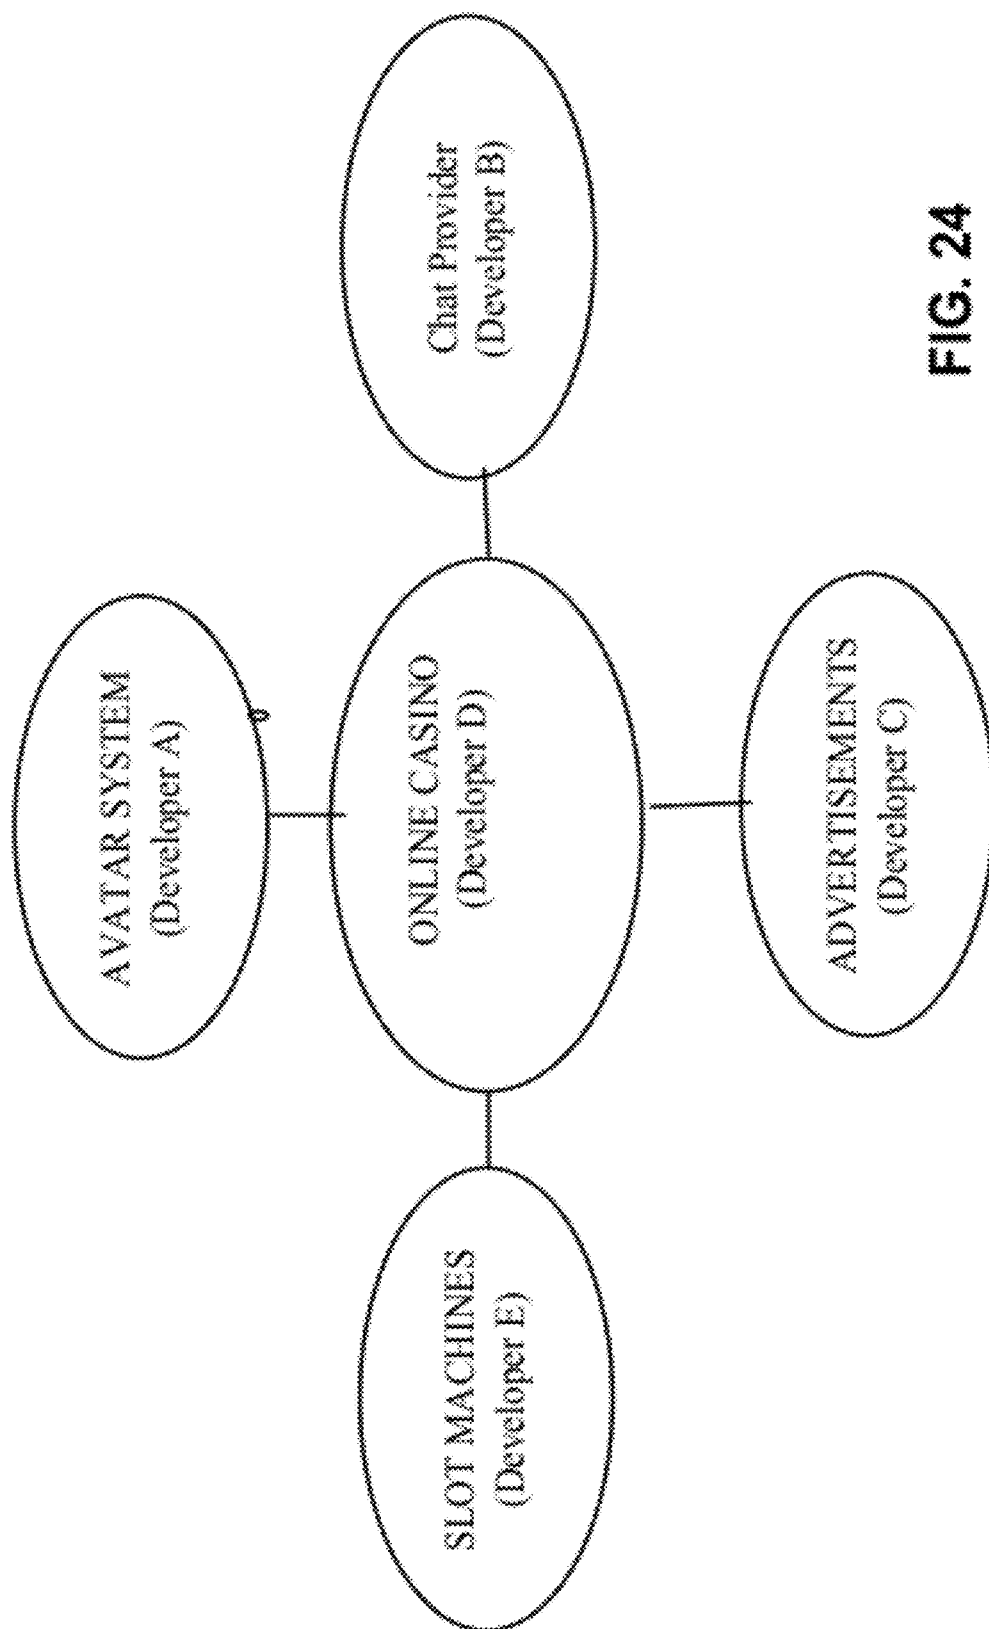 AVATAR SYSTEM
(Developer A)
SLOT MACHINES
(Developer E)
ONLINE CASINO
(Developer D)
Chat Provider
(Developer B)
ADVERTISEMENTS
(Developer C)
FIG. 24